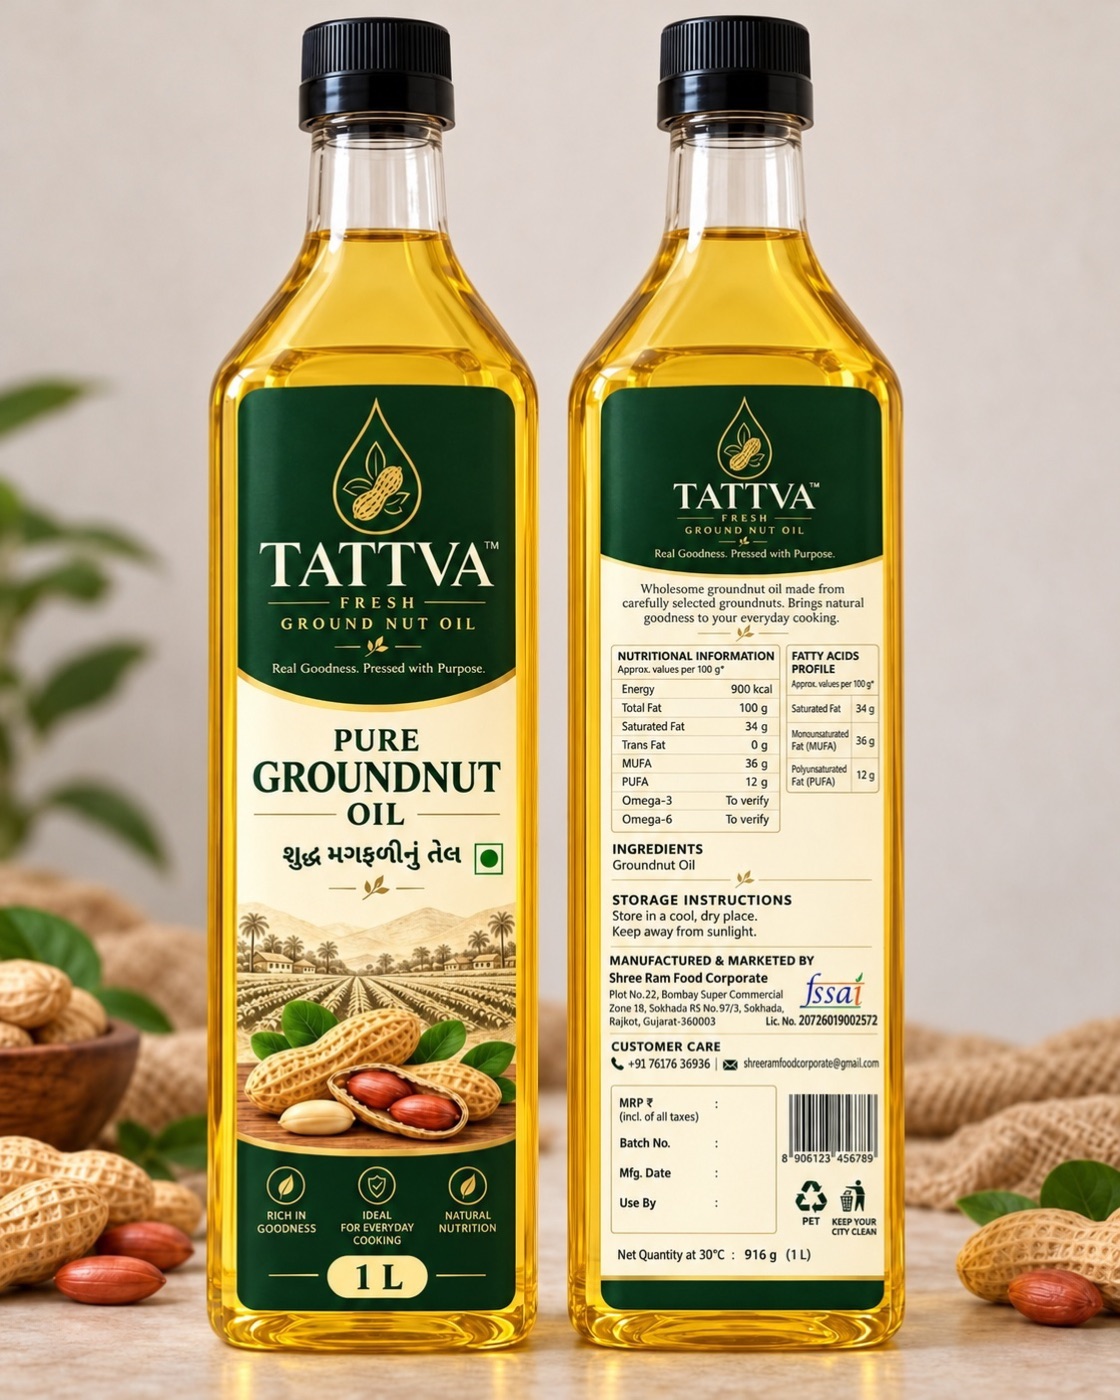 TATTVA™
FRESH
GROUND NUT OIL
Real Goodness. Pressed with Purpose.
PURE
GROUNDNUT
OIL
શુદ્ધ મગફળીનું તેલ
RICH IN
GOODNESS
IDEAL
FOR EVERYDAY
COOKING
NATURAL
NUTRITION
1 L
TATTVA™
FRESH
GROUND NUT OIL
Real Goodness. Pressed with Purpose.
Wholesome groundnut oil made from
carefully selected groundnuts. Brings natural
goodness to your everyday cooking.
NUTRITIONAL INFORMATION
Approx. values per 100 g*
Energy 900 kcal
Total Fat 100 g
Saturated Fat 34 g
Trans Fat 0 g
MUFA 36 g
PUFA 12 g
Omega-3 To verify
Omega-6 To verify
FATTY ACIDS
PROFILE
Approx. values per 100 g*
Saturated Fat 34 g
Monounsaturated
Fat (MUFA) 36 g
Polyunsaturated
Fat (PUFA) 12 g
INGREDIENTS
Groundnut Oil
STORAGE INSTRUCTIONS
Store in a cool, dry place.
Keep away from sunlight.
MANUFACTURED & MARKETED BY
Shree Ram Food Corporate
Plot No.22, Bombay Super Commercial
Zone 18, Sokhada RS No.97/3, Sokhada,
Rajkot, Gujarat-360003
fssai
Lic. No. 20726019002572
CUSTOMER CARE
+91 76176 36936 | shreeramfoodcorporate@gmail.com
MRP ₹ :
(incl. of all taxes)
Batch No. :
Mfg. Date :
Use By :
8 906123 456789
PET
KEEP YOUR
CITY CLEAN
Net Quantity at 30°C : 916 g (1 L)